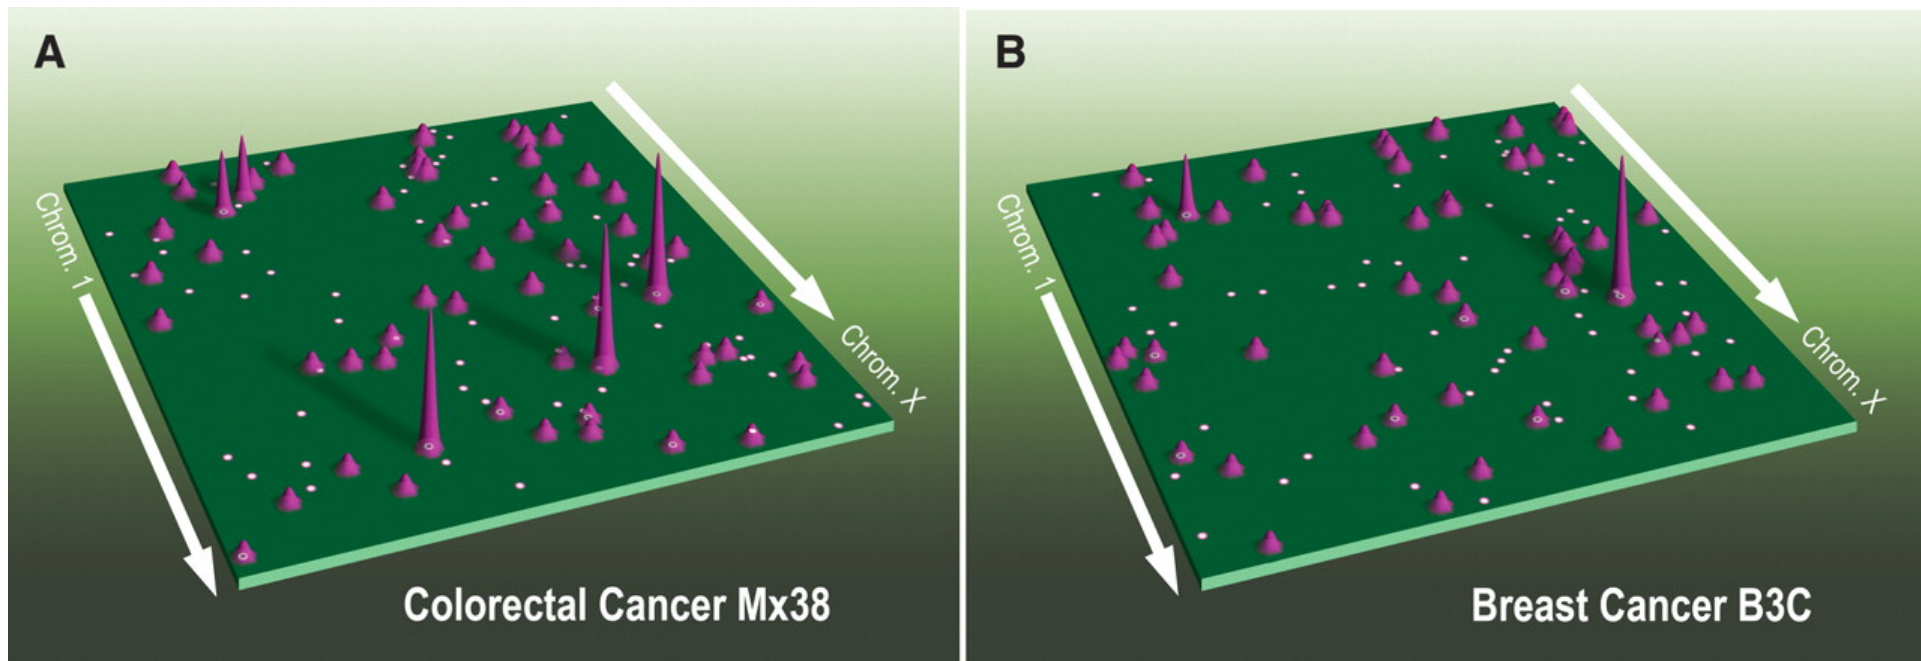 A
Chrom. 1
Chrom. X
Colorectal Cancer Mx38
B
Chrom. 1
Chrom. X
Breast Cancer B3C